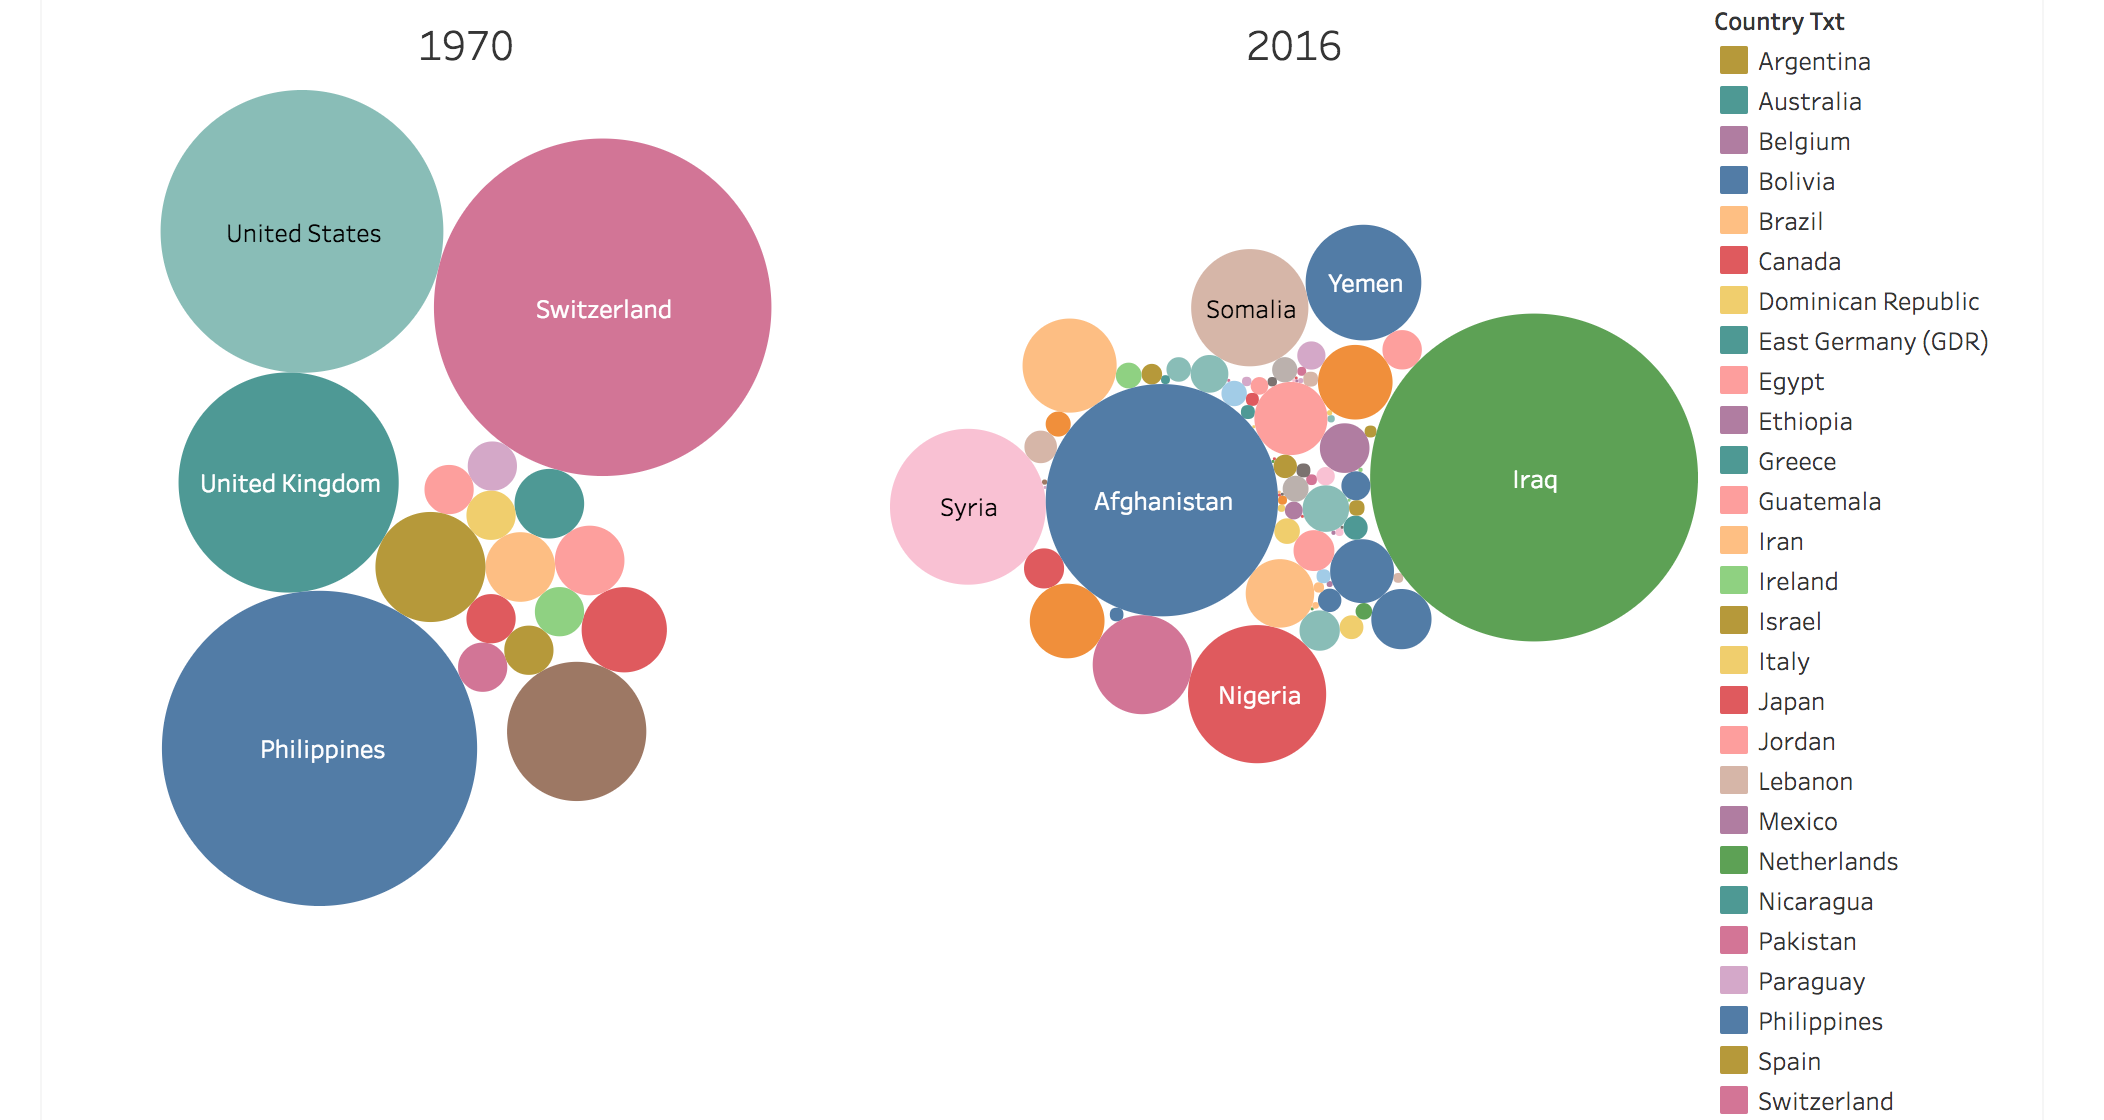 1970
2016
United States
Switzerland
United Kingdom
Philippines
Yemen
Somalia
Iraq
Afghanistan
Syria
Nigeria
Country Txt
Argentina
Australia
Belgium
Bolivia
Brazil
Canada
Dominican Republic
East Germany (GDR)
Egypt
Ethiopia
Greece
Guatemala
Iran
Ireland
Israel
Italy
Japan
Jordan
Lebanon
Mexico
Netherlands
Nicaragua
Pakistan
Paraguay
Philippines
Spain
Switzerland